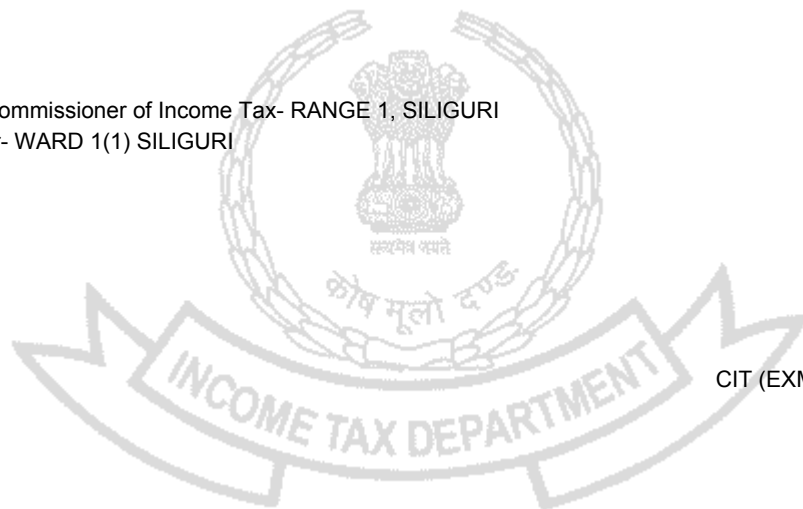 ommissioner of Income Tax- RANGE 1, SILIGURI
- WARD 1(1) SILIGURI
सत्यमेव जयते
कोष मूलो दण्डः
CIT (EXM
INCOME TAX DEPARTMENT